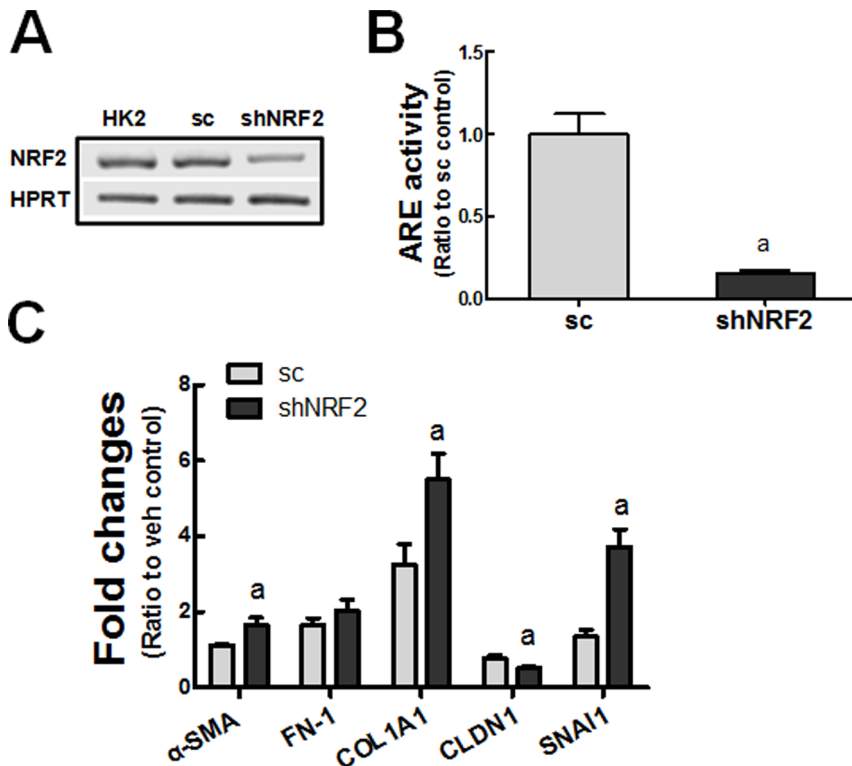 A
HK2 sc shNRF2
NRF2
HPRT
B
ARE activity
(Ratio to sc control)
1.5
1.0
0.5
0.0
a
sc shNRF2
C
sc
shNRF2
Fold changes
(Ratio to veh control)
8
6
4
2
0
a
a
a
a
α-SMA
FN-1
COL1A1
CLDN1
SNAI1